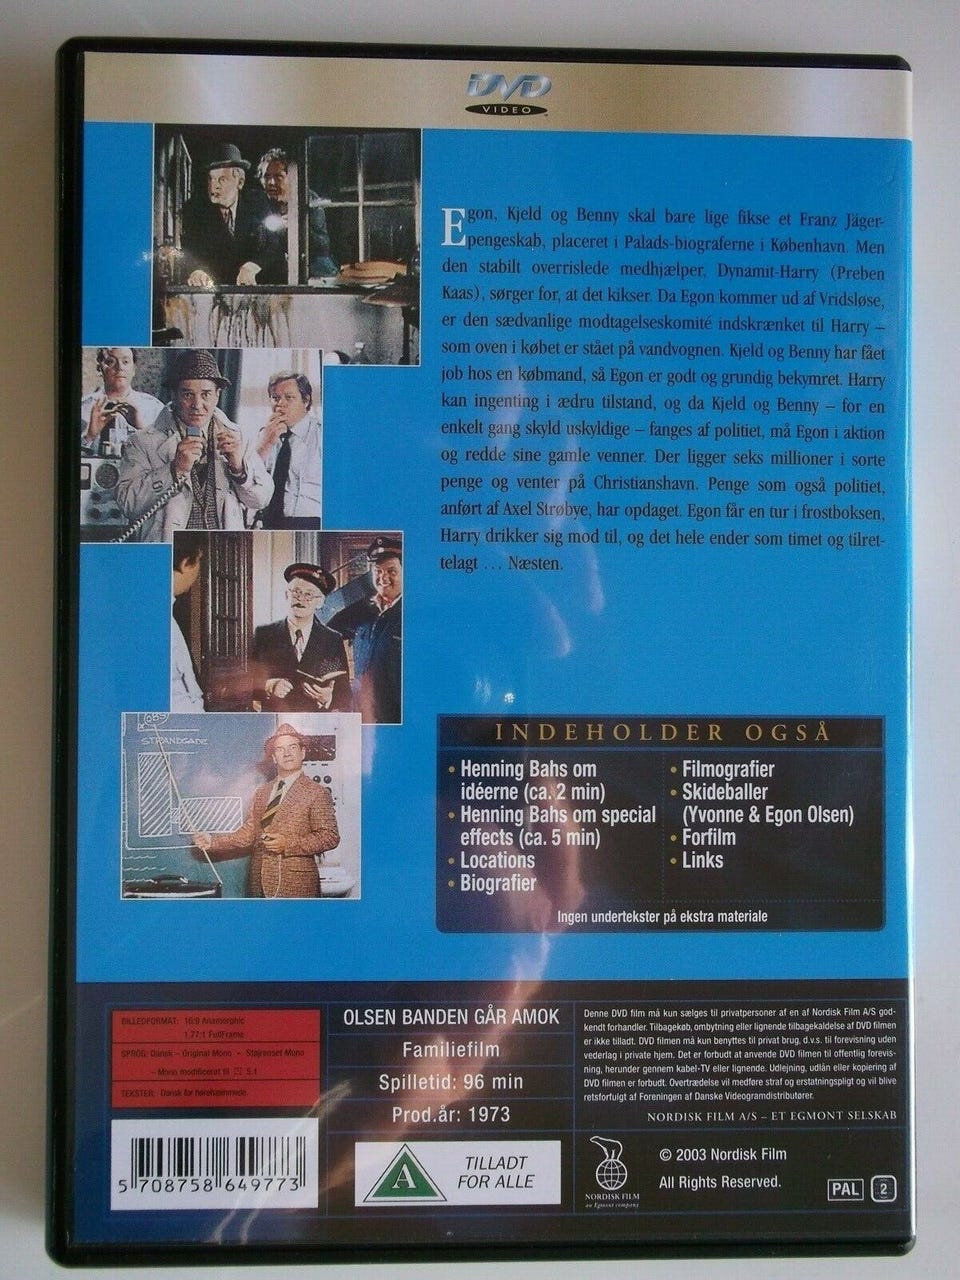 DVD
VIDEO
Egon, Kjeld og Benny skal bare lige fikse et Franz Jäger-
pengeskab, placeret i Palads-biograferne i København. Men
den stabilt overrislede medhjælper, Dynamit-Harry (Preben
Kaas), sørger for, at det kikser. Da Egon kommer ud af Vridsløse,
er den sædvanlige modtagelseskomité indskrænket til Harry –
som oven i købet er stået på vandvognen. Kjeld og Benny har fået
job hos en købmand, så Egon er godt og grundig bekymret. Harry
kan ingenting i ædru tilstand, og da Kjeld og Benny – for en
enkelt gang skyld uskyldige – fanges af politiet, må Egon i aktion
og redde sine gamle venner. Der ligger seks millioner i sorte
penge og venter på Christianshavn. Penge som også politiet,
anført af Axel Strøbye, har opdaget. Egon får en tur i frostboksen,
Harry drikker sig mod til, og det hele ender som timet og tilret-
telagt ... Næsten.
STRANDGADE
INDEHOLDER OGSÅ
• Henning Bahs om
idéerne (ca. 2 min)
• Henning Bahs om special
effects (ca. 5 min)
• Locations
• Biografier
• Filmografier
• Skideballer
(Yvonne & Egon Olsen)
• Forfilm
• Links
Ingen undertekster på ekstra materiale
BILLEDFORMAT: 16:9 Anamorphic
1.77:1 FullFrame
SPROG: Dansk – Original Mono – Støjrenset Mono
– Mono modificeret til 5.1
TEKSTER: Dansk for hørehæmmede
5 708758 649773
OLSEN BANDEN GÅR AMOK
Familiefilm
Spilletid: 96 min
Prod.år: 1973
A
TILLADT
FOR ALLE
Denne DVD film må kun sælges til privatpersoner af en af Nordisk Film A/S god-
kendt forhandler. Tilbagekøb, ombytning eller lignende tilbagekaldelse af DVD filmen
er ikke tilladt. DVD filmen må kun benyttes til privat brug, d.v.s. til forevisning uden
vederlag i private hjem. Det er forbudt at anvende DVD filmen til offentlig forevis-
ning, herunder gennem kabel-TV eller lignende. Udlejning, udlån eller kopiering af
DVD filmen er forbudt. Overtrædelse vil medføre straf og erstatningspligt og vil blive
retsforfulgt af Foreningen af Danske Videogramdistributører.
NORDISK FILM A/S – ET EGMONT SELSKAB
NORDISK FILM
an Egmont company
© 2003 Nordisk Film
All Rights Reserved.
PAL
2